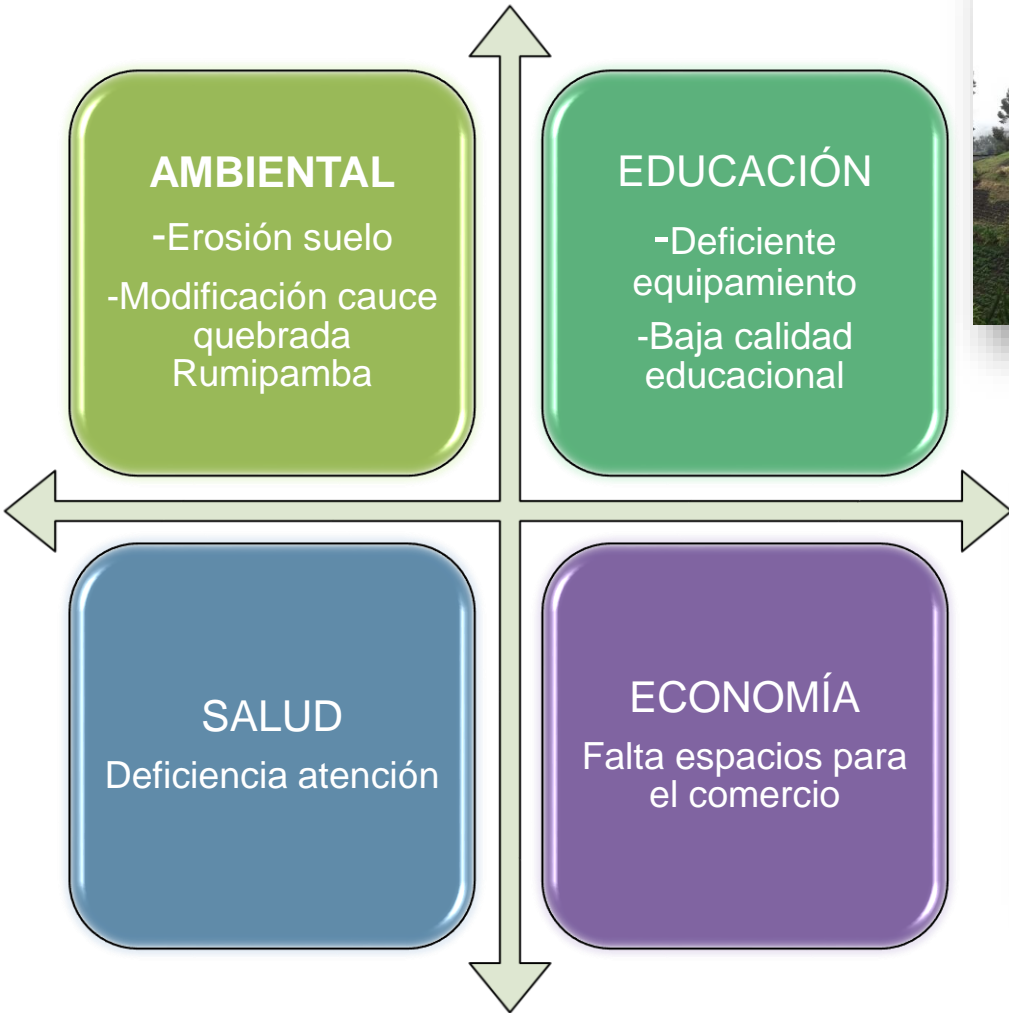 AMBIENTAL
-Erosión suelo
-Modificación cauce
quebrada
Rumipamba
EDUCACIÓN
-Deficiente
equipamiento
-Baja calidad
educacional
SALUD
Deficiencia atención
ECONOMÍA
Falta espacios para
el comercio